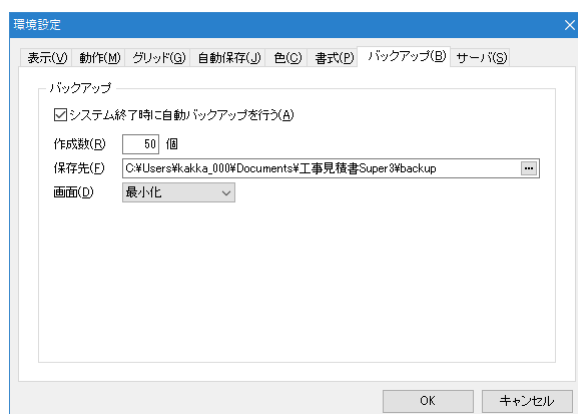 環境設定
表示(V) 動作(M) グリッド(G) 自動保存(J) 色(C) 書式(P) バックアップ(B) サーバ(S)
バックアップ
システム終了時に自動バックアップを行う(A)
作成数(R) 50 個
保存先(F) C:¥Users¥kakka_000¥Documents¥工事見積書Super3¥backup ...
画面(D) 最小化
OK キャンセル